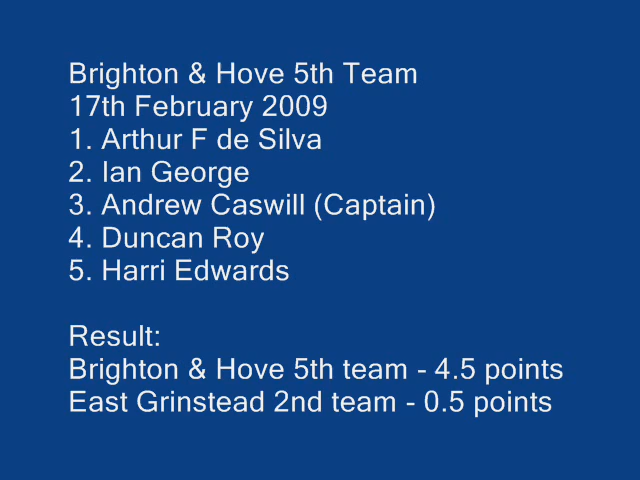 Brighton & Hove 5th Team
17th February 2009
1. Arthur F de Silva
2. Ian George
3. Andrew Caswill (Captain)
4. Duncan Roy
5. Harri Edwards
Result:
Brighton & Hove 5th team - 4.5 points
East Grinstead 2nd team - 0.5 points